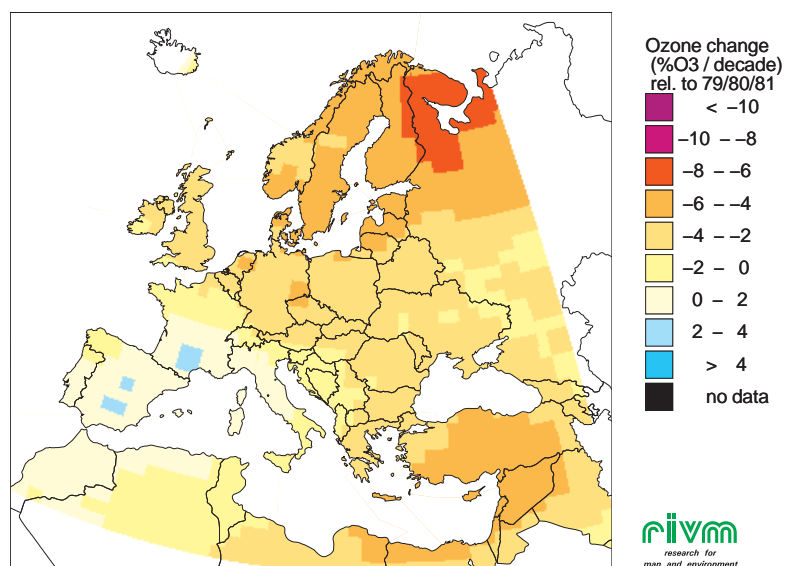 Ozone change
(%O3 / decade)
rel. to 79/80/81
< −10
−10 − −8
−8 − −6
−6 − −4
−4 − −2
−2 − 0
0 − 2
2 − 4
> 4
no data
rivm
research for
man and environment